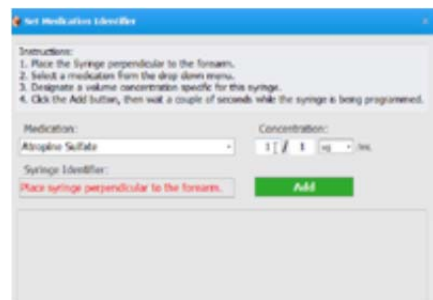 Set Medication Identifier
Instructions:
1. Place the Syringe perpendicular to the forearm.
2. Select a medication from the drop down menu.
3. Designate a volume concentration specific for this syringe.
4. Click the Add button, then wait a couple of seconds while the syringe is being programmed.
Medication: Concentration:
Atropine Sulfate 1 / 1 /mL
Syringe Identifier:
Place syringe perpendicular to the forearm. Add